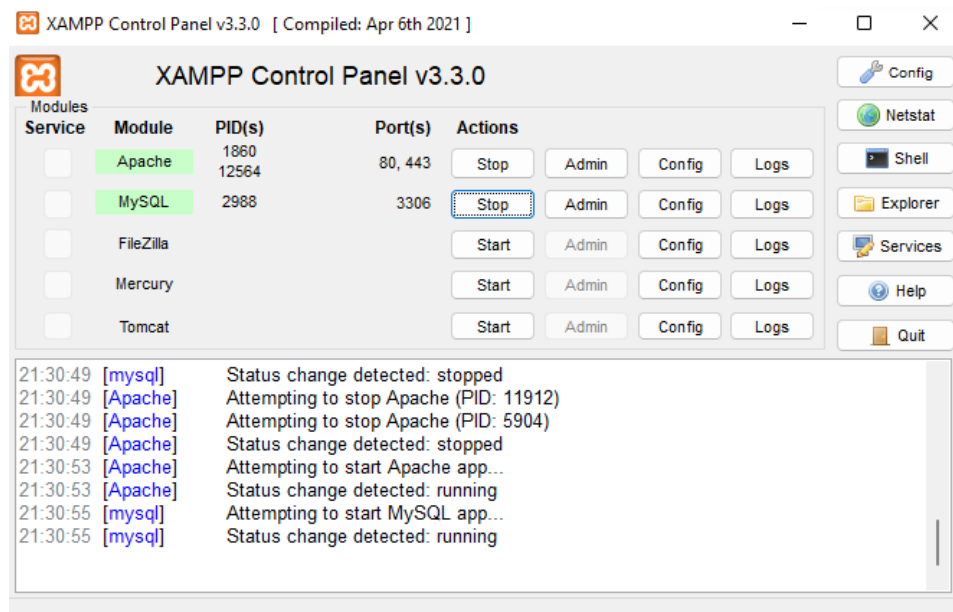 XAMPP Control Panel v3.3.0 [ Compiled: Apr 6th 2021 ]
XAMPP Control Panel v3.3.0
Modules
Service Module PID(s) Port(s) Actions
Apache 1860 12564 80, 443 Stop Admin Config Logs
MySQL 2988 3306 Stop Admin Config Logs
FileZilla Start Admin Config Logs
Mercury Start Admin Config Logs
Tomcat Start Admin Config Logs
Config
Netstat
Shell
Explorer
Services
Help
Quit
21:30:49 [mysql] Status change detected: stopped
21:30:49 [Apache] Attempting to stop Apache (PID: 11912)
21:30:49 [Apache] Attempting to stop Apache (PID: 5904)
21:30:49 [Apache] Status change detected: stopped
21:30:53 [Apache] Attempting to start Apache app...
21:30:53 [Apache] Status change detected: running
21:30:55 [mysql] Attempting to start MySQL app...
21:30:55 [mysql] Status change detected: running